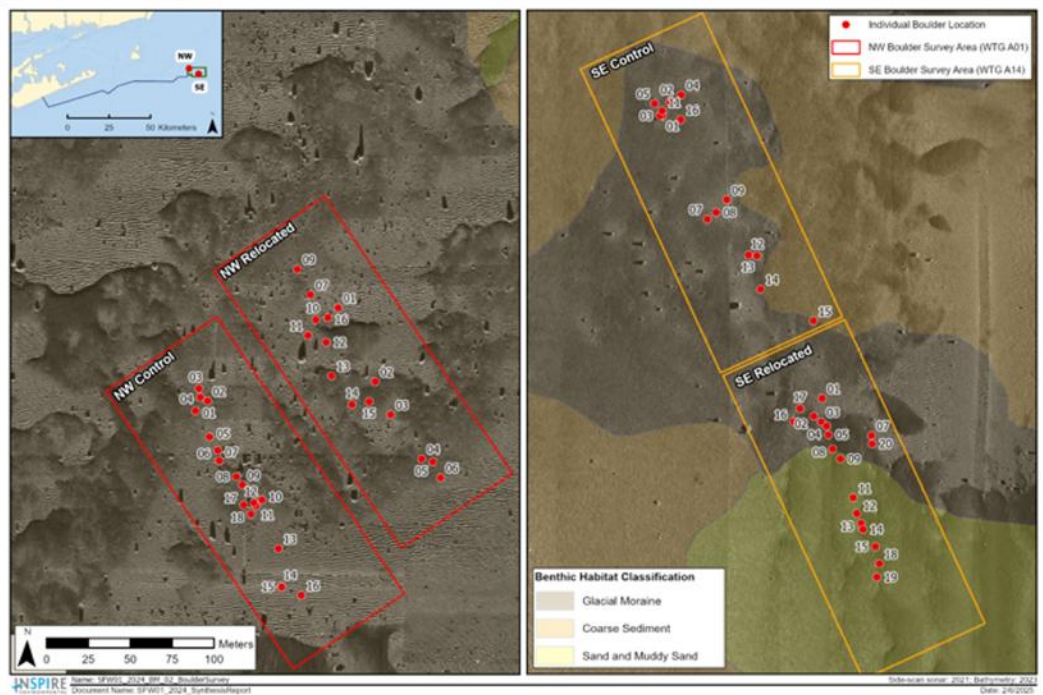 NW
SE
0 25 50 Kilometers
N
NW Relocated
09
07
01
10
16
11
12
13
02
14
15
03
04
05
06
NW Control
03
04
02
01
05
06
07
08
09
12
10
17
18
11
13
14
15
16
N
0 25 50 100
Meters
Individual Boulder Location
NW Boulder Survey Area (WTG A01)
SE Boulder Survey Area (WTG A14)
SE Control
05
02
04
11
03
16
01
09
07
08
12
13
14
15
SE Relocated
01
17
16
03
02
04
05
07
20
08
09
11
12
13
14
15
18
19
Benthic Habitat Classification
Glacial Moraine
Coarse Sediment
Sand and Muddy Sand
INSPIRE
Name: SFW01_2024_BM_02_BoulderSurvey
Document Name: SFW01_2024_SynthesisReport
Side-scan sonar: 2021; Bathymetry: 2023
Date: 2/6/2025